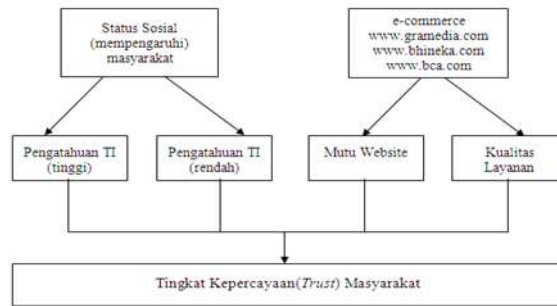 Status Sosial
(mempengaruhi)
masyarakat
e-commerce
www.gramedia.com
www.bhineka.com
www.bca.com
Pengatahuan TI
(tinggi)
Pengatahuan TI
(rendah)
Mutu Website
Kualitas
Layanan
Tingkat Kepercayaan(Trust) Masyarakat